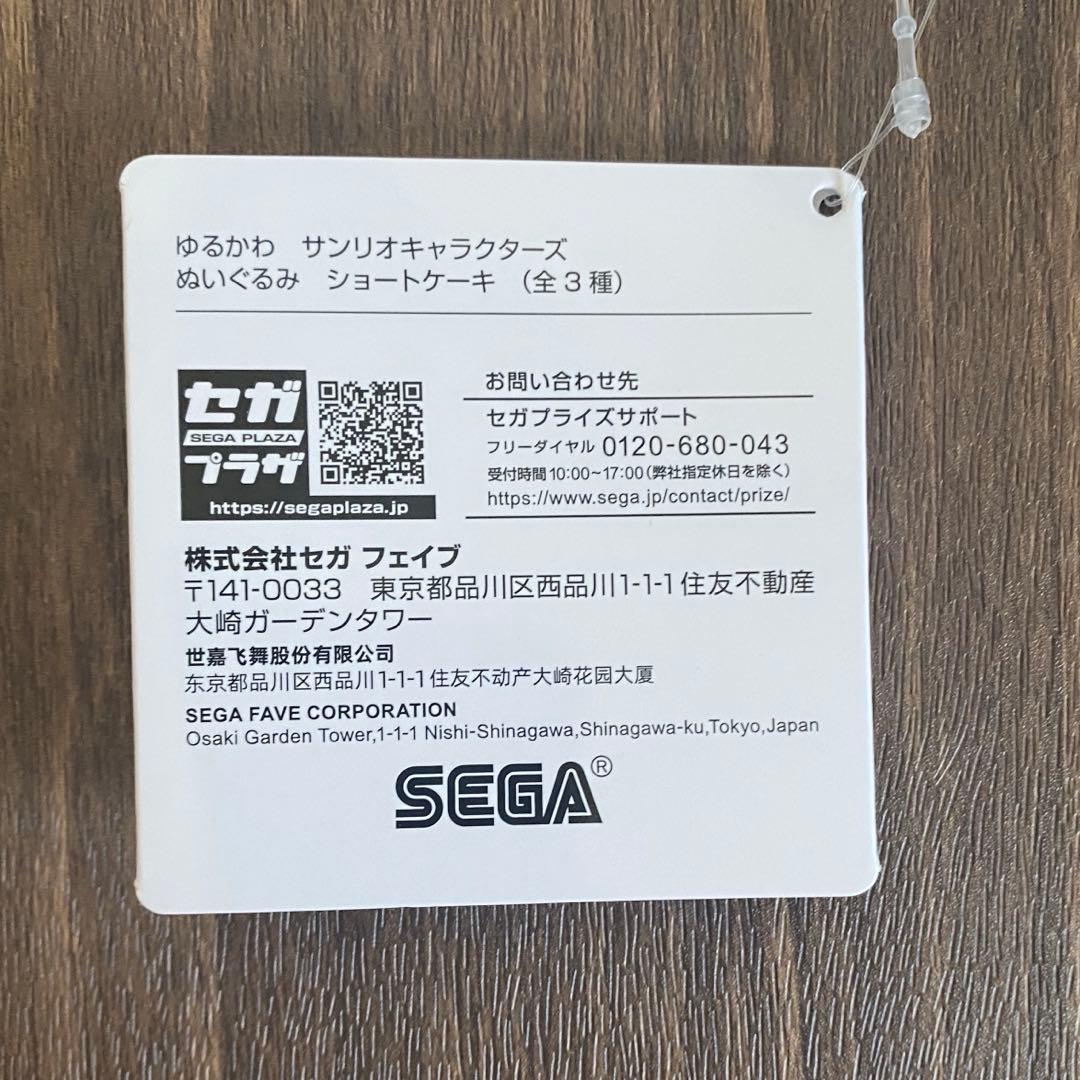 ゆるかわ　サンリオキャラクターズ
ぬいぐるみ　ショートケーキ　（全3種）
セガ
SEGA PLAZA
プラザ
https://segaplaza.jp
お問い合わせ先
セガプライズサポート
フリーダイヤル 0120-680-043
受付時間 10:00~17:00（弊社指定休日を除く）
https://www.sega.jp/contact/prize/
株式会社セガ フェイブ
〒141-0033　東京都品川区西品川1-1-1 住友不動産
大崎ガーデンタワー
世嘉飞舞股份有限公司
东京都品川区西品川1-1-1住友不动产大崎花园大厦
SEGA FAVE CORPORATION
Osaki Garden Tower,1-1-1 Nishi-Shinagawa,Shinagawa-ku,Tokyo,Japan
SEGA®